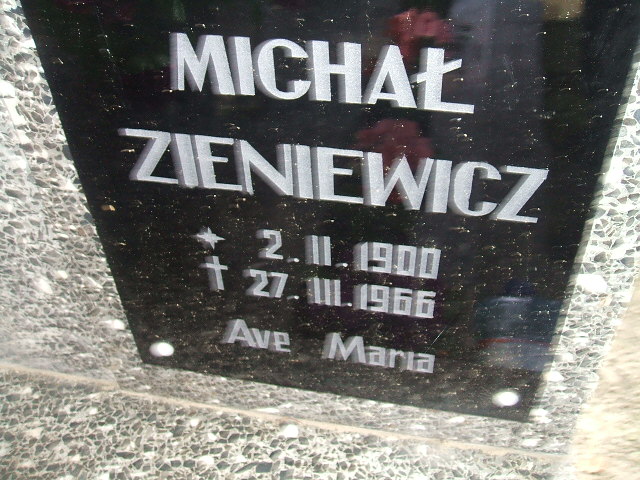 MICHAŁ
ZIENIEWICZ
2.II.1900
† 27.III.1966
Ave Maria